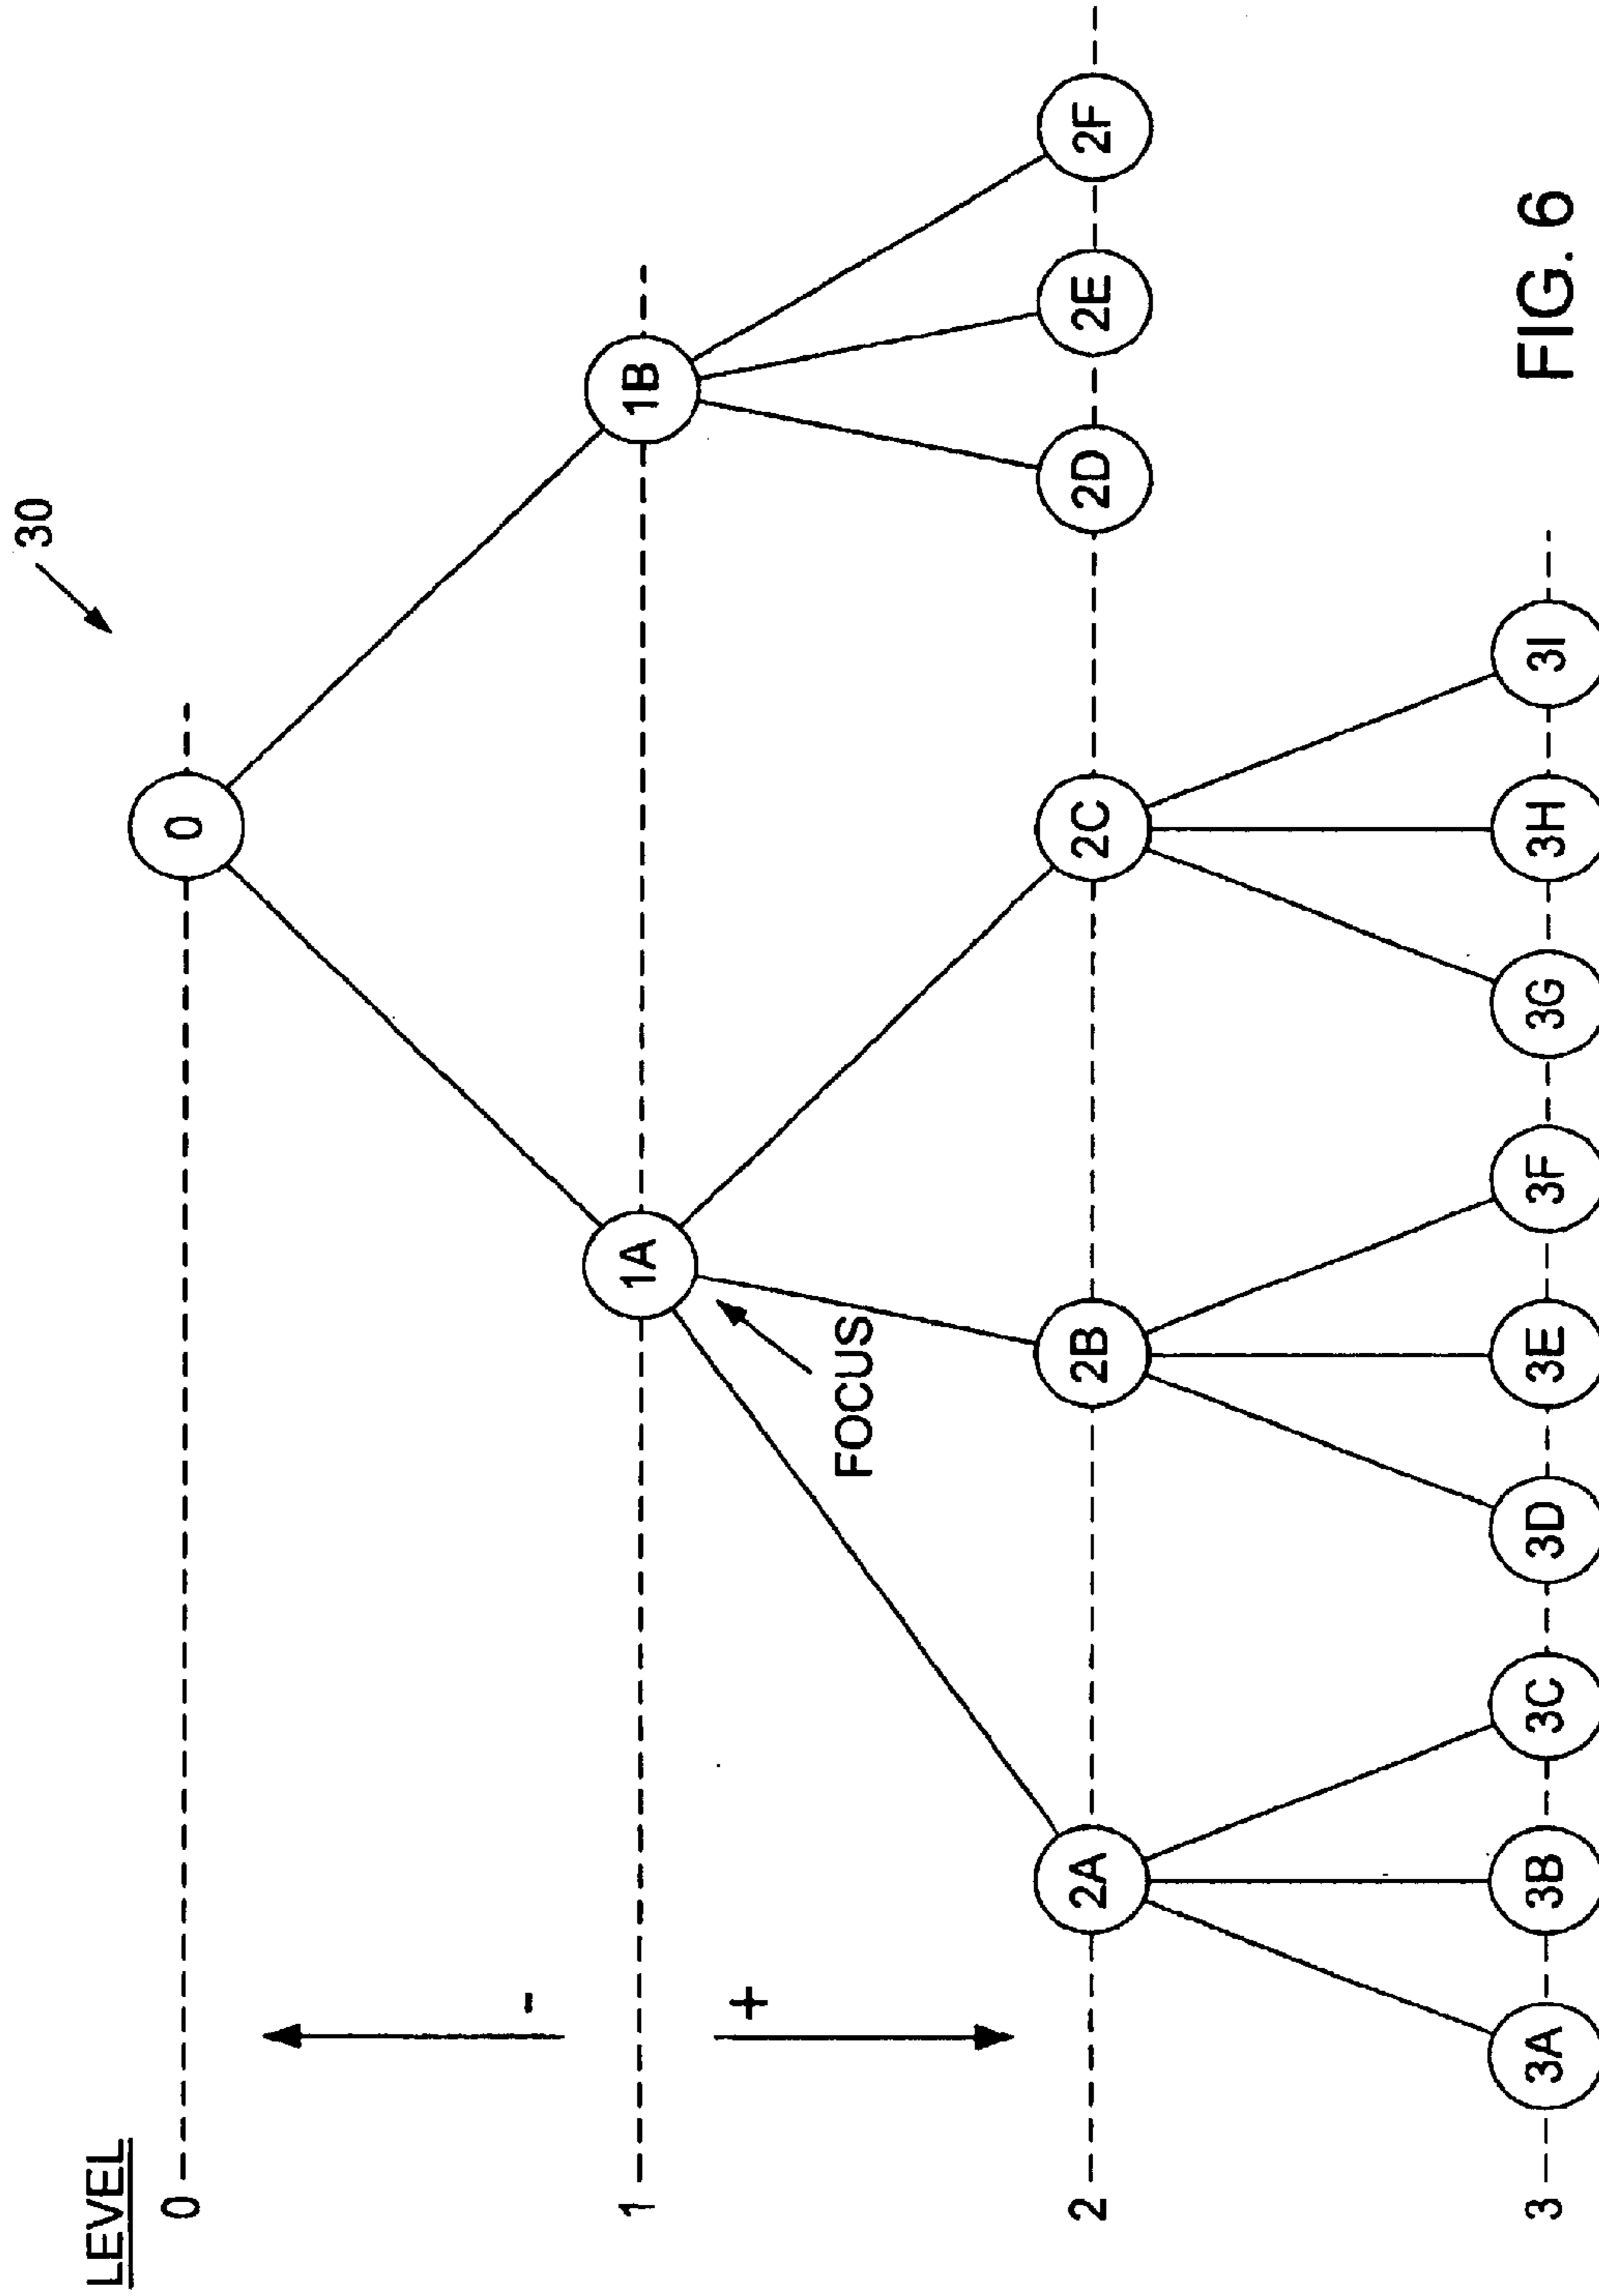 30
LEVEL
0
0
-
1
1A
1B
FOCUS
+
2
2A
2B
2C
2D
2E
2F
3
3A
3B
3C
3D
3E
3F
3G
3H
3I
FIG. 6